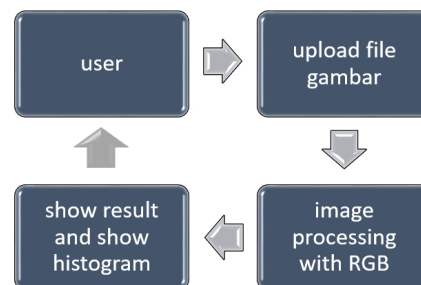 user
upload file
gambar
image
processing
with RGB
show result
and show
histogram